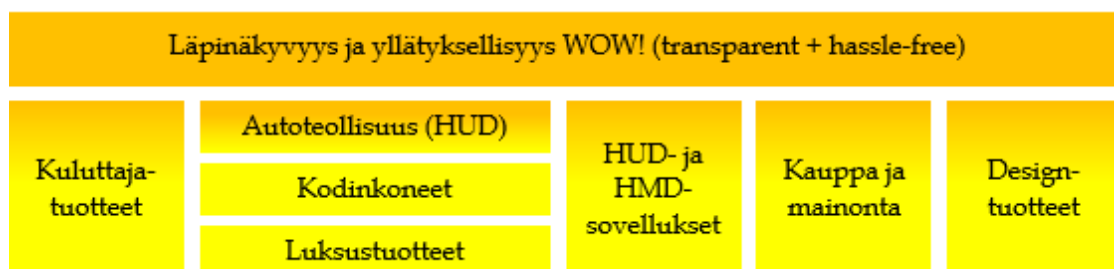 Läpinäkyvyys ja yllätyksellisyys WOW! (transparent + hassle-free)
Kuluttaja-
tuotteet
Autoteollisuus (HUD)
Kodinkoneet
Luksustuotteet
HUD- ja
HMD-
sovellukset
Kauppa ja
mainonta
Design-
tuotteet